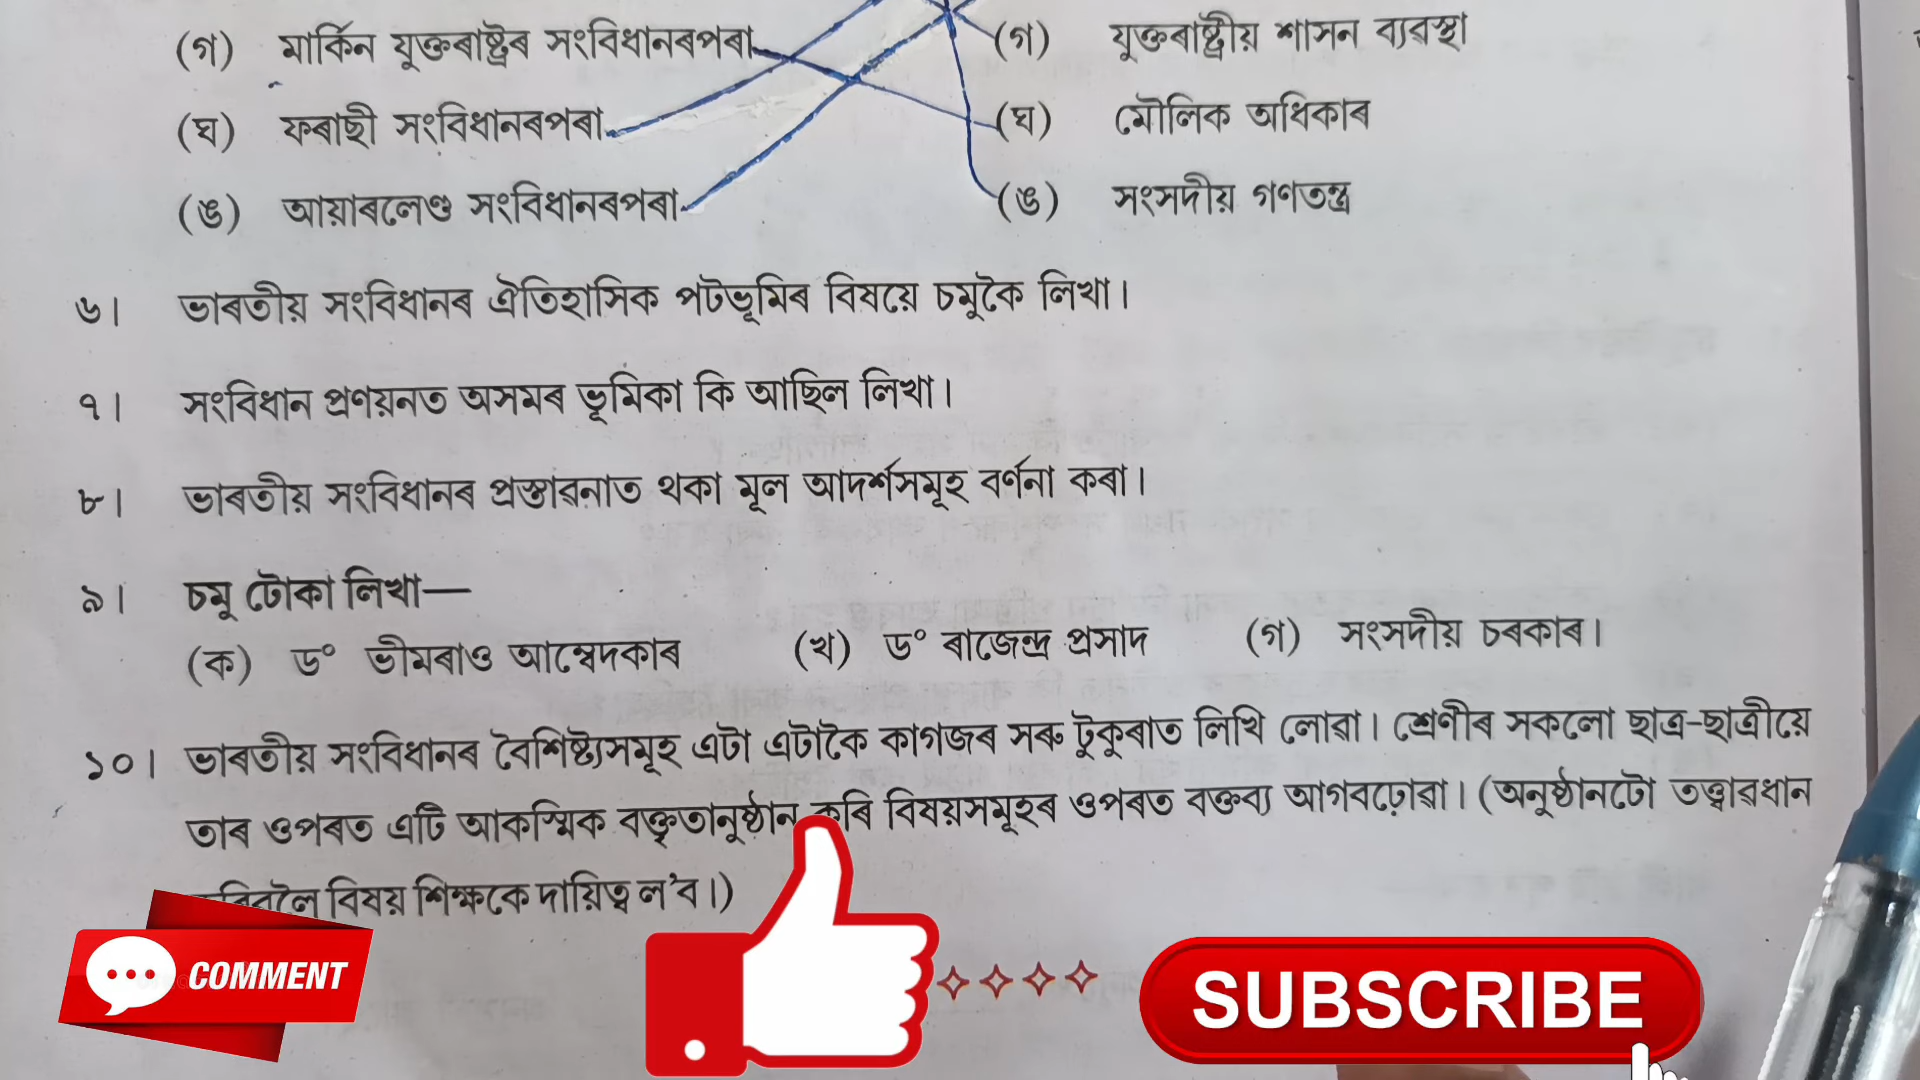 (গ) মাৰ্কিন যুক্তৰাষ্ট্ৰৰ সংবিধানৰপৰা (গ) যুক্তৰাষ্ট্ৰীয় শাসন ব্যৱস্থা
(ঘ) ফৰাছী সংবিধানৰপৰা (ঘ) মৌলিক অধিকাৰ
(ঙ) আয়াৰলেণ্ড সংবিধানৰপৰা (ঙ) সংসদীয় গণতন্ত্ৰ
৬। ভাৰতীয় সংবিধানৰ ঐতিহাসিক পটভূমিৰ বিষয়ে চমুকৈ লিখা।
৭। সংবিধান প্ৰণয়নত অসমৰ ভূমিকা কি আছিল লিখা।
৮। ভাৰতীয় সংবিধানৰ প্ৰস্তাৱনাত থকা মূল আদৰ্শসমূহ বৰ্ণনা কৰা।
৯। চমু টোকা লিখা—
(ক) ড° ভীমৰাও আম্বেদকাৰ (খ) ড° ৰাজেন্দ্ৰ প্ৰসাদ (গ) সংসদীয় চৰকাৰ।
১০। ভাৰতীয় সংবিধানৰ বৈশিষ্ট্যসমূহ এটা এটাকৈ কাগজৰ সৰু টুকুৰাত লিখি লোৱা। শ্ৰেণীৰ সকলো ছাত্ৰ-ছাত্ৰীয়ে
তাৰ ওপৰত এটি আকস্মিক বক্তৃতানুষ্ঠান কৰি বিষয়সমূহৰ ওপৰত বক্তব্য আগবঢ়োৱা। (অনুষ্ঠানটো তত্ত্বাৱধান
বিষয় শিক্ষকে দায়িত্ব ল'ব।)
COMMENT
SUBSCRIBE